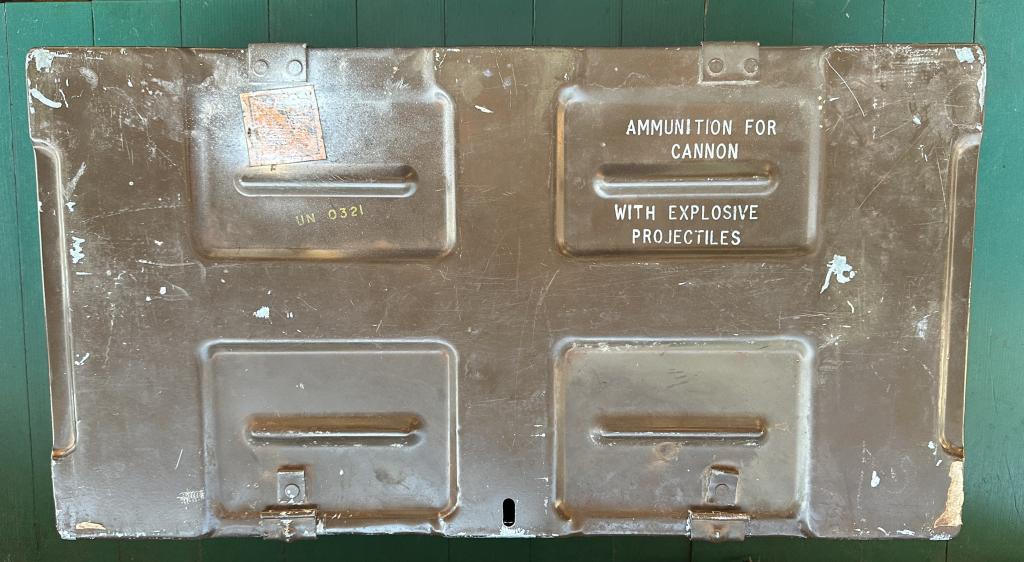 UN 0321
AMMUNITION FOR
CANNON
WITH EXPLOSIVE
PROJECTILES